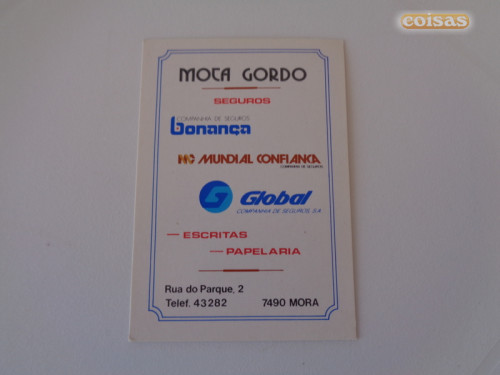 coisas
MOTA GORDO
SEGUROS
COMPANHIA DE SEGUROS
bonança
MC MUNDIAL CONFIANÇA
COMPANHIA DE SEGUROS
Global
COMPANHIA DE SEGUROS, S.A.
— ESCRITAS
— PAPELARIA
Rua do Parque, 2
Telef. 43282 7490 MORA